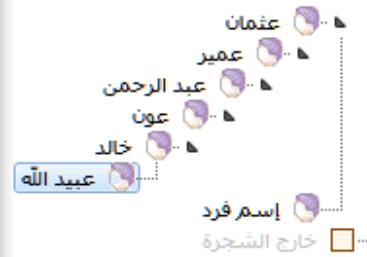 عثمان
عمير
عبد الرحمن
عون
خالد
عبيد الله
إسم فرد
خارج الشجرة